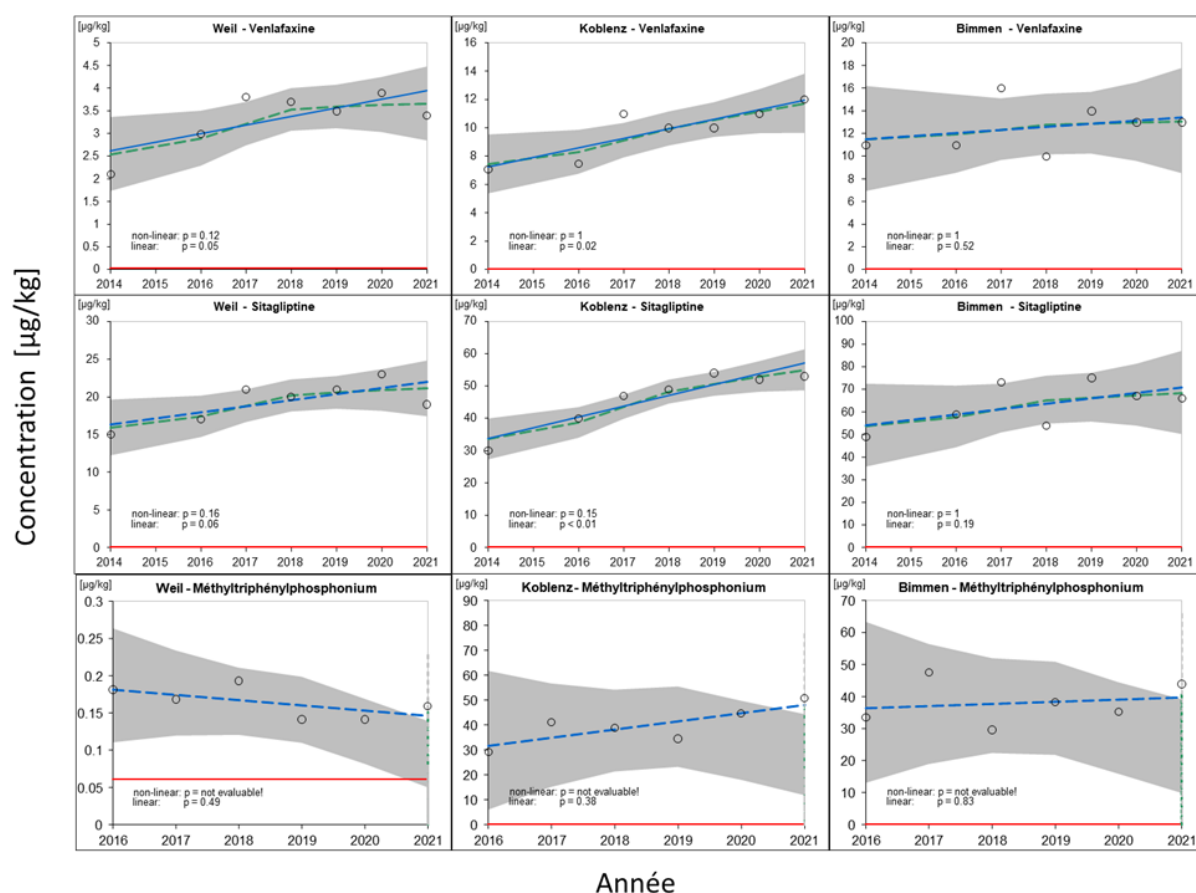 Concentration [µg/kg]
[µg/kg] Weil - Venlafaxine
5
4.5
4
3.5
3
2.5
2
1.5
1
0.5
0
non-linear: p = 0.12
linear: p = 0.05
2014 2015 2016 2017 2018 2019 2020 2021
[µg/kg] Koblenz - Venlafaxine
16
14
12
10
8
6
4
2
0
non-linear: p = 1
linear: p = 0.02
2014 2015 2016 2017 2018 2019 2020 2021
[µg/kg] Bimmen - Venlafaxine
20
18
16
14
12
10
8
6
4
2
0
non-linear: p = 1
linear: p = 0.52
2014 2015 2016 2017 2018 2019 2020 2021
[µg/kg] Weil - Sitagliptine
30
25
20
15
10
5
0
non-linear: p = 0.16
linear: p = 0.06
2014 2015 2016 2017 2018 2019 2020 2021
[µg/kg] Koblenz - Sitagliptine
70
60
50
40
30
20
10
0
non-linear: p = 0.15
linear: p < 0.01
2014 2015 2016 2017 2018 2019 2020 2021
[µg/kg] Bimmen - Sitagliptine
100
90
80
70
60
50
40
30
20
10
0
non-linear: p = 1
linear: p = 0.19
2014 2015 2016 2017 2018 2019 2020 2021
[µg/kg] Weil - Méthyltriphénylphosphonium
0.3
0.25
0.2
0.15
0.1
0.05
0
non-linear: p = not evaluable!
linear: p = 0.49
2016 2017 2018 2019 2020 2021
[µg/kg] Koblenz - Méthyltriphénylphosphonium
90
80
70
60
50
40
30
20
10
0
non-linear: p = not evaluable!
linear: p = 0.38
2016 2017 2018 2019 2020 2021
[µg/kg] Bimmen - Méthyltriphénylphosphonium
70
60
50
40
30
20
10
0
non-linear: p = not evaluable!
linear: p = 0.83
2016 2017 2018 2019 2020 2021
Année